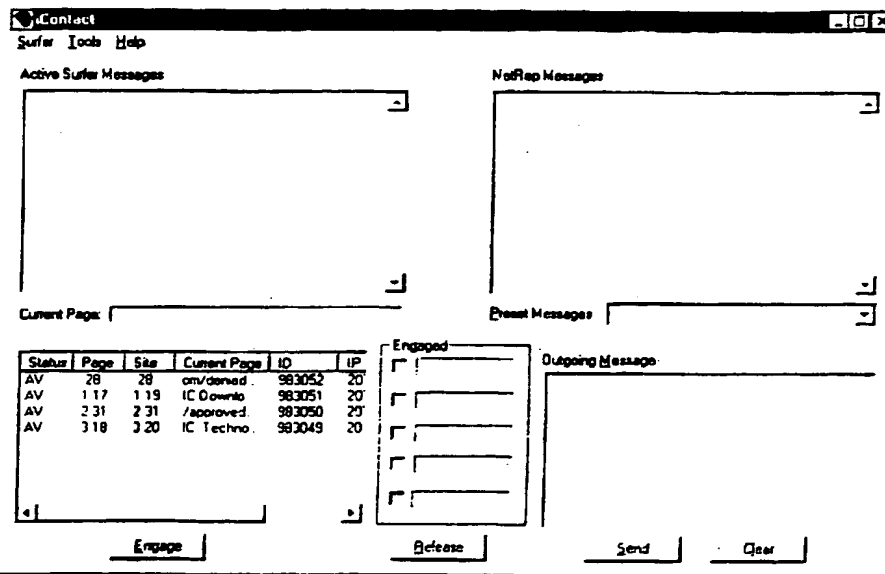 iContact
Surfer Tools Help
Active Surfer Messages
NetRep Messages
Current Page:
Preset Messages
Status Page Site Current Page ID IP
AV 28 28 om/denied.. 983052 20
AV 1:17 1:19 IC Downlo.. 983051 20
AV 2:31 2:31 /approved.. 983050 20
AV 3:18 3:20 IC Techno.. 983049 20
Engaged
Outgoing Message
Engage
Release
Send
Clear